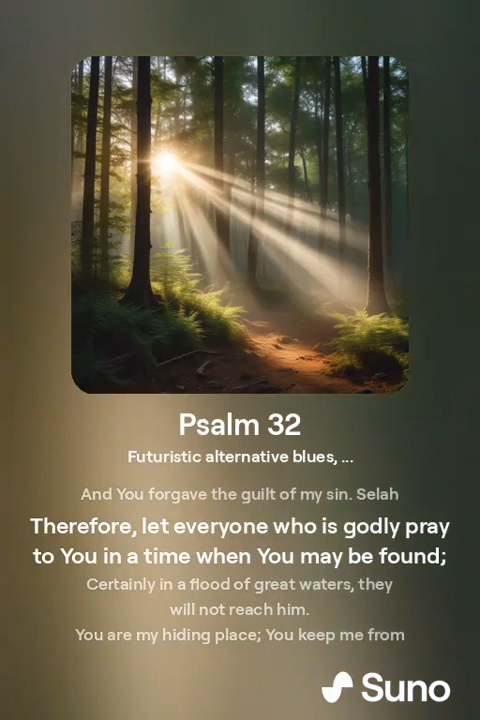 Psalm 32
Futuristic alternative blues, ...
And You forgave the guilt of my sin. Selah
Therefore, let everyone who is godly pray
to You in a time when You may be found;
Certainly in a flood of great waters, they
will not reach him.
You are my hiding place; You keep me from
Suno